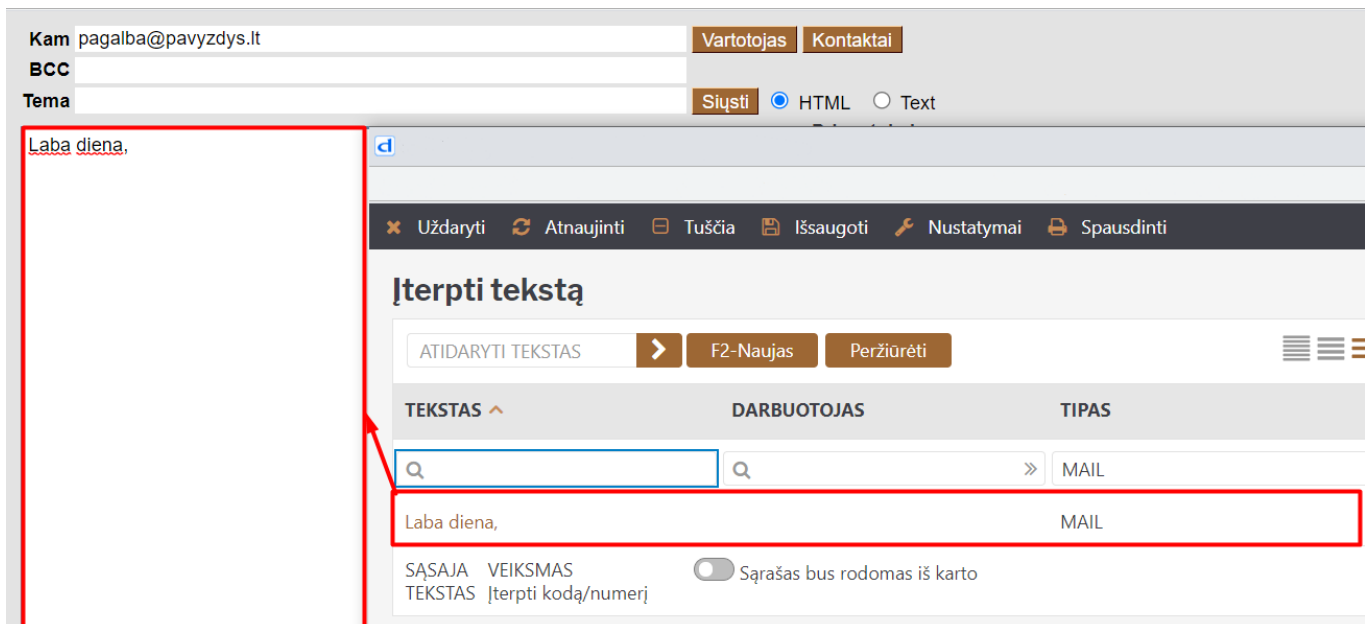 Kam pagalba@pavyzdys.lt Vartotojas Kontaktai
BCC
Tema Siųsti HTML Text
Laba diena,
Uždaryti Atnaujinti Tuščia Išsaugoti Nustatymai Spausdinti
Įterpti tekstą
ATIDARYTI TEKSTAS F2-Naujas Peržiūrėti
TEKSTAS DARBUOTOJAS TIPAS
MAIL
Laba diena, MAIL
SĄSAJA VEIKSMAS Sąrašas bus rodomas iš karto
TEKSTAS Įterpti kodą/numerį